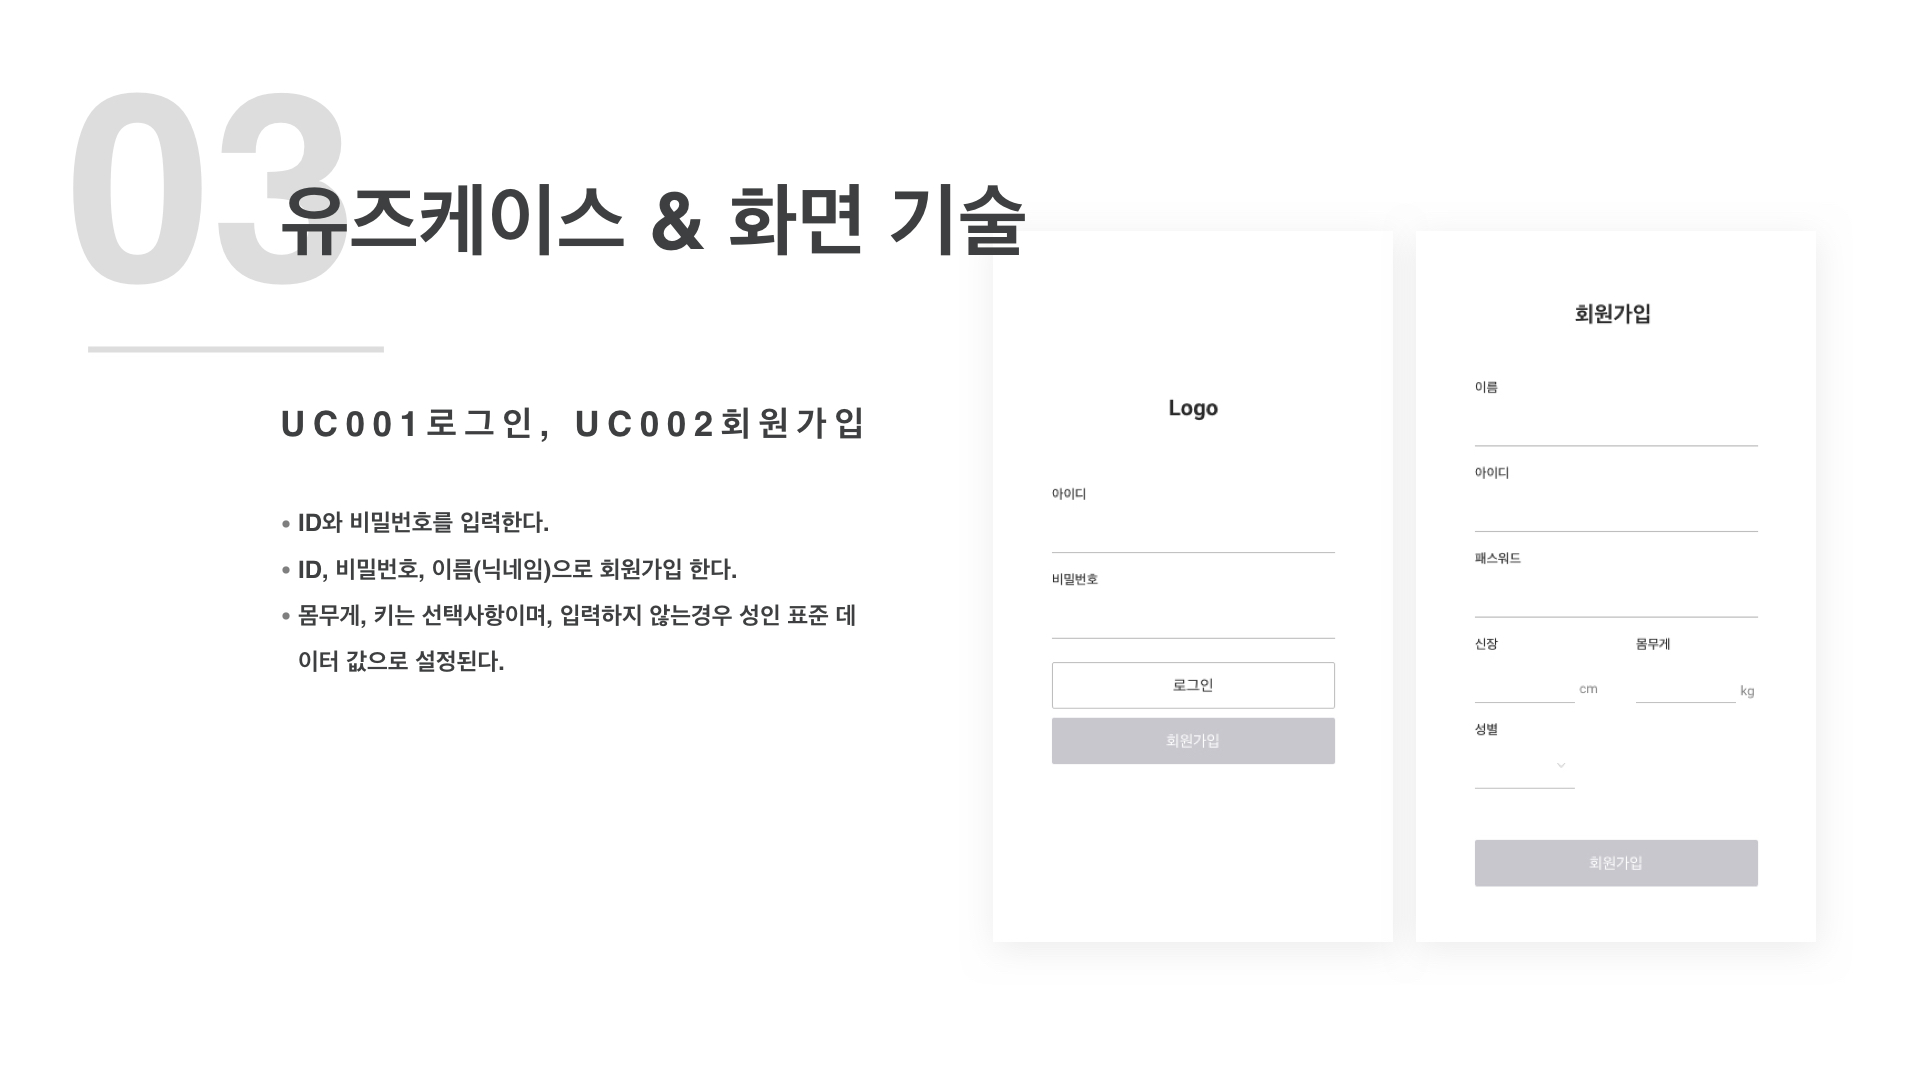 03
유즈케이스 & 화면 기술
UC001로그인, UC002회원가입
• ID와 비밀번호를 입력한다.
• ID, 비밀번호, 이름(닉네임)으로 회원가입 한다.
• 몸무게, 키는 선택사항이며, 입력하지 않는경우 성인 표준 데
이터 값으로 설정된다.
Logo
아이디
비밀번호
로그인
회원가입
회원가입
이름
아이디
패스워드
신장 몸무게
cm kg
성별
회원가입